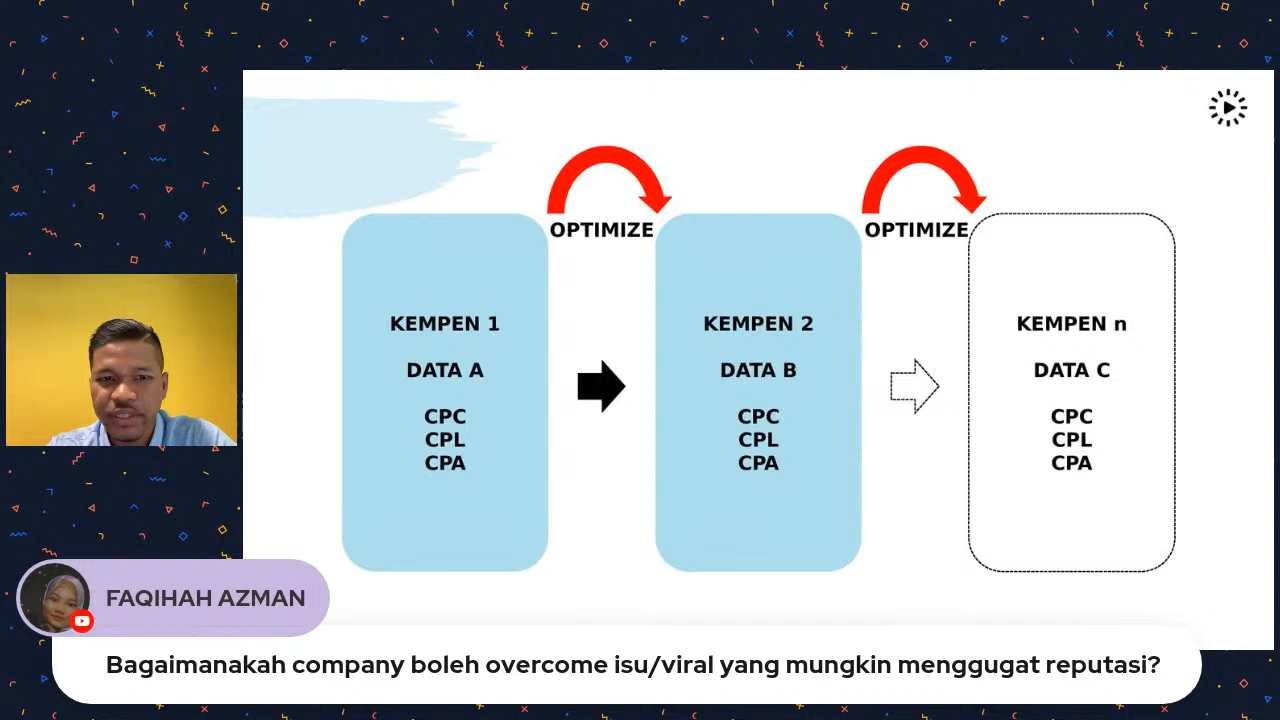 OPTIMIZE
OPTIMIZE
KEMPEN 1
DATA A
CPC
CPL
CPA
KEMPEN 2
DATA B
CPC
CPL
CPA
KEMPEN n
DATA C
CPC
CPL
CPA
FAQIHAH AZMAN
Bagaimanakah company boleh overcome isu/viral yang mungkin menggugat reputasi?